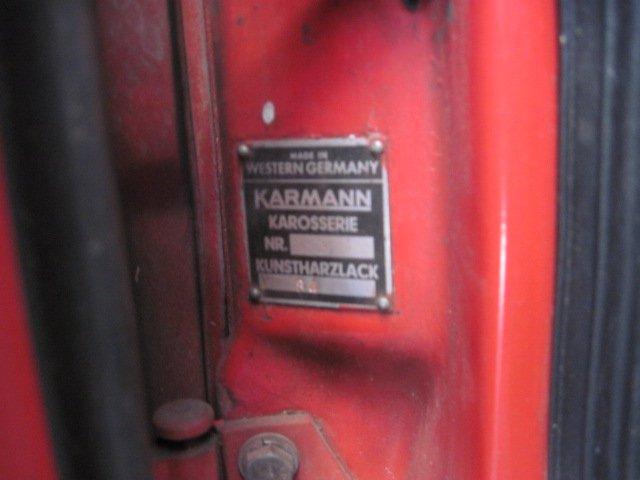 MADE IN
WESTERN GERMANY
KARMANN
KAROSSERIE
NR.
KUNSTHARZLACK